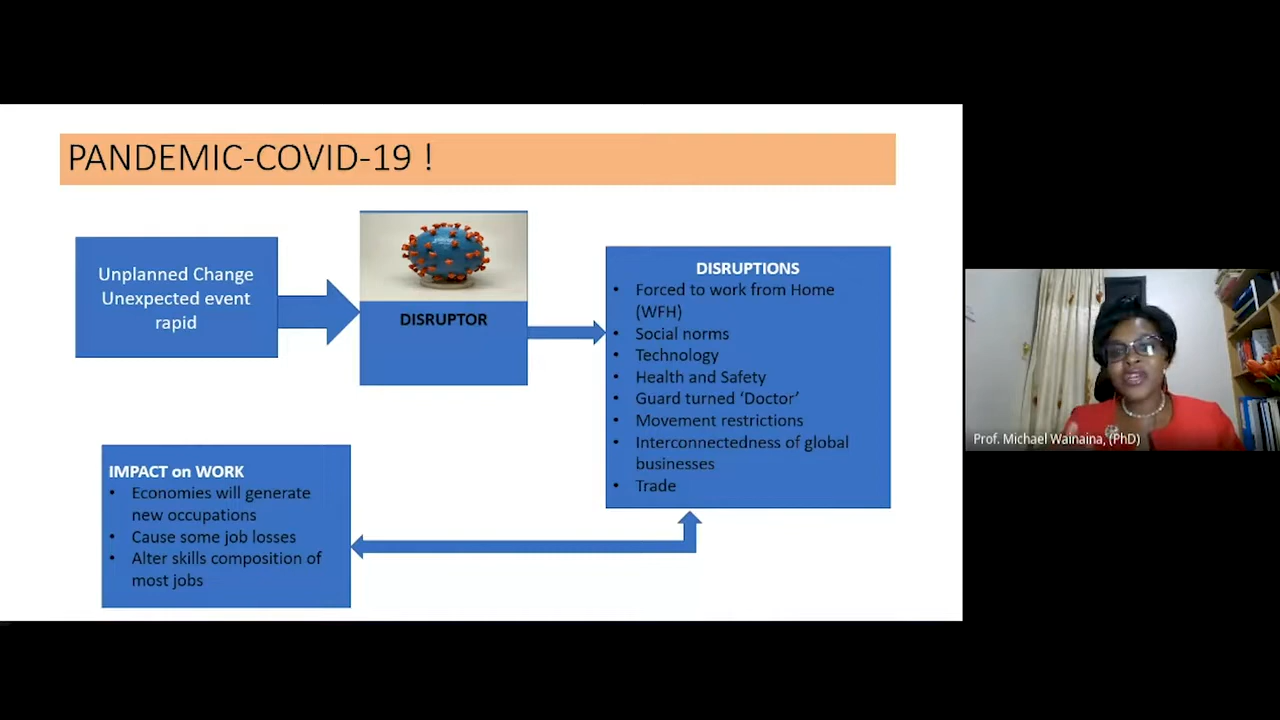 PANDEMIC-COVID-19 !
Unplanned Change
Unexpected event
rapid
DISRUPTOR
DISRUPTIONS
• Forced to work from Home
(WFH)
• Social norms
• Technology
• Health and Safety
• Guard turned ‘Doctor’
• Movement restrictions
• Interconnectedness of global
businesses
• Trade
IMPACT on WORK
• Economies will generate
new occupations
• Cause some job losses
• Alter skills composition of
most jobs
Prof. Michael Wainaina, (PhD)